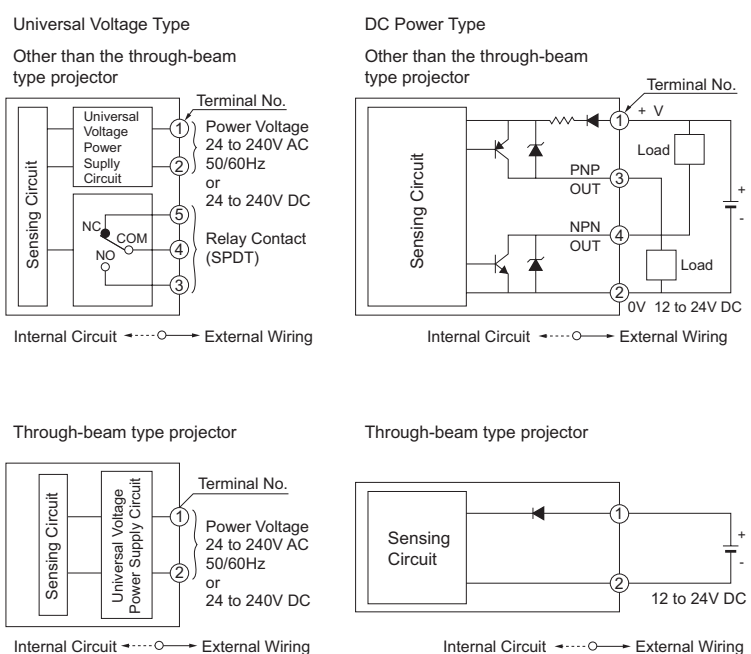 Universal Voltage Type
Other than the through-beam
type projector
Terminal No.
Sensing Circuit
Universal
Voltage
Power
Suplly
Circuit
1
2
Power Voltage
24 to 240V AC
50/60Hz
or
24 to 240V DC
NC
COM
NO
5
4
3
Relay Contact
(SPDT)
Internal Circuit
External Wiring
DC Power Type
Other than the through-beam
type projector
Terminal No.
Sensing Circuit
1
+ V
Load
PNP
OUT
3
+
-
NPN
OUT
4
Load
2
0V 12 to 24V DC
Internal Circuit
External Wiring
Through-beam type projector
Terminal No.
Sensing Circuit
Universal Voltage
Power Supply Circuit
1
2
Power Voltage
24 to 240V AC
50/60Hz
or
24 to 240V DC
Internal Circuit
External Wiring
Through-beam type projector
Sensing
Circuit
1
+
-
2
12 to 24V DC
Internal Circuit
External Wiring